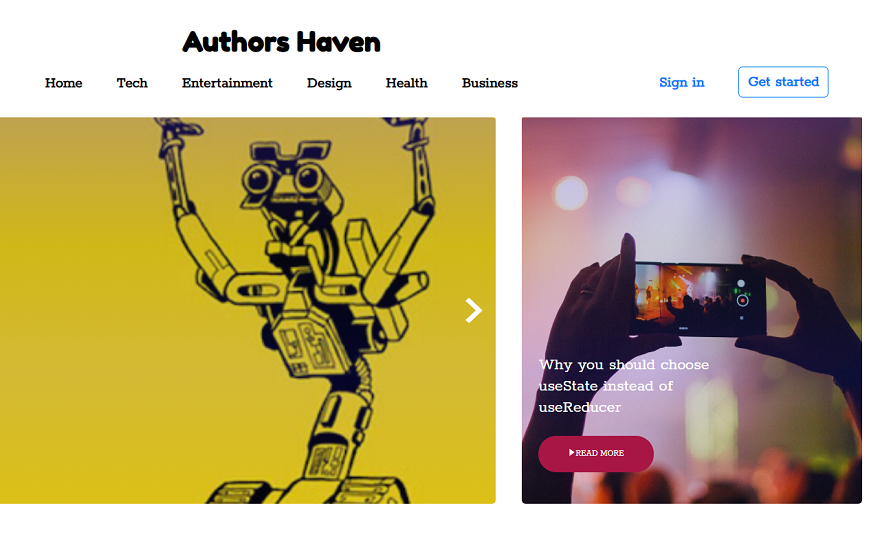 Authors Haven
Home Tech Entertainment Design Health Business Sign in Get started
Why you should choose
useState instead of
useReducer
READ MORE